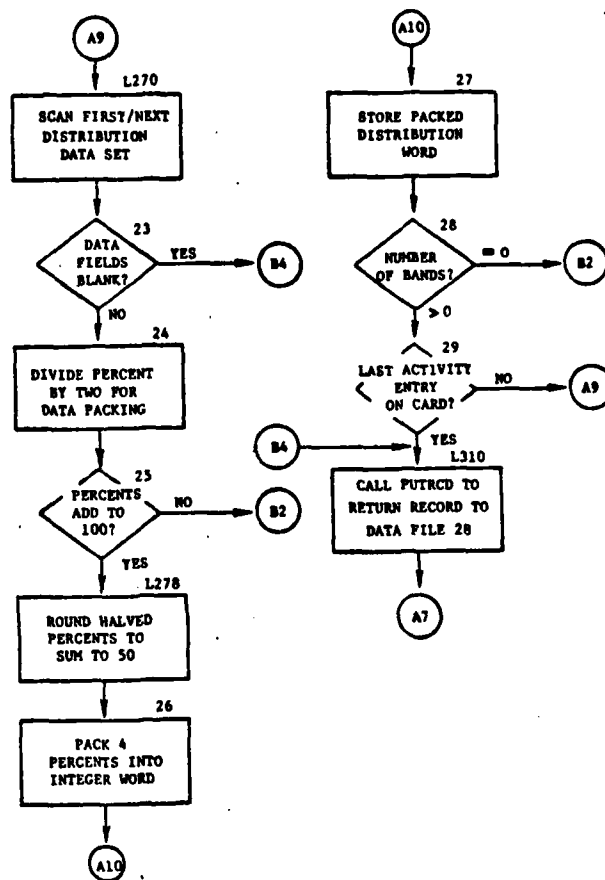 A9
L270
SCAN FIRST/NEXT
DISTRIBUTION
DATA SET
23
DATA
FIELDS
BLANK?
YES
B4
NO
24
DIVIDE PERCENT
BY TWO FOR
DATA PACKING
25
PERCENTS
ADD TO
100?
NO
B2
YES
L278
ROUND HALVED
PERCENTS TO
SUM TO 50
26
PACK 4
PERCENTS INTO
INTEGER WORD
A10
A10
27
STORE PACKED
DISTRIBUTION
WORD
28
NUMBER
OF BANDS?
= 0
B2
> 0
29
LAST ACTIVITY
ENTRY
ON CARD?
NO
A9
YES
B4
L310
CALL PUTRCD TO
RETURN RECORD TO
DATA FILE 28
A7